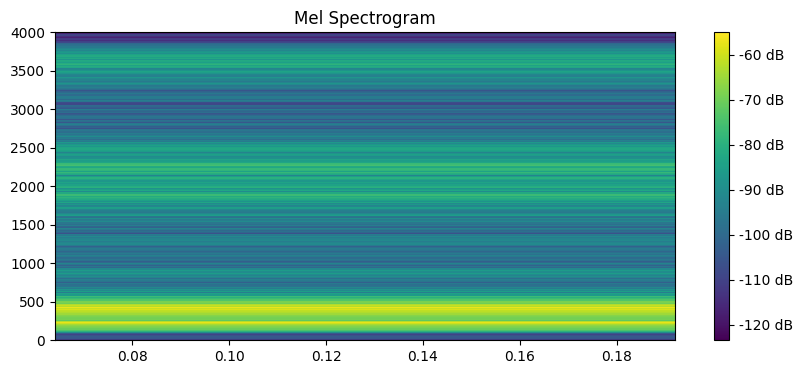 Mel Spectrogram
4000
3500
3000
2500
2000
1500
1000
500
0
0.08 0.10 0.12 0.14 0.16 0.18
-60 dB
-70 dB
-80 dB
-90 dB
-100 dB
-110 dB
-120 dB